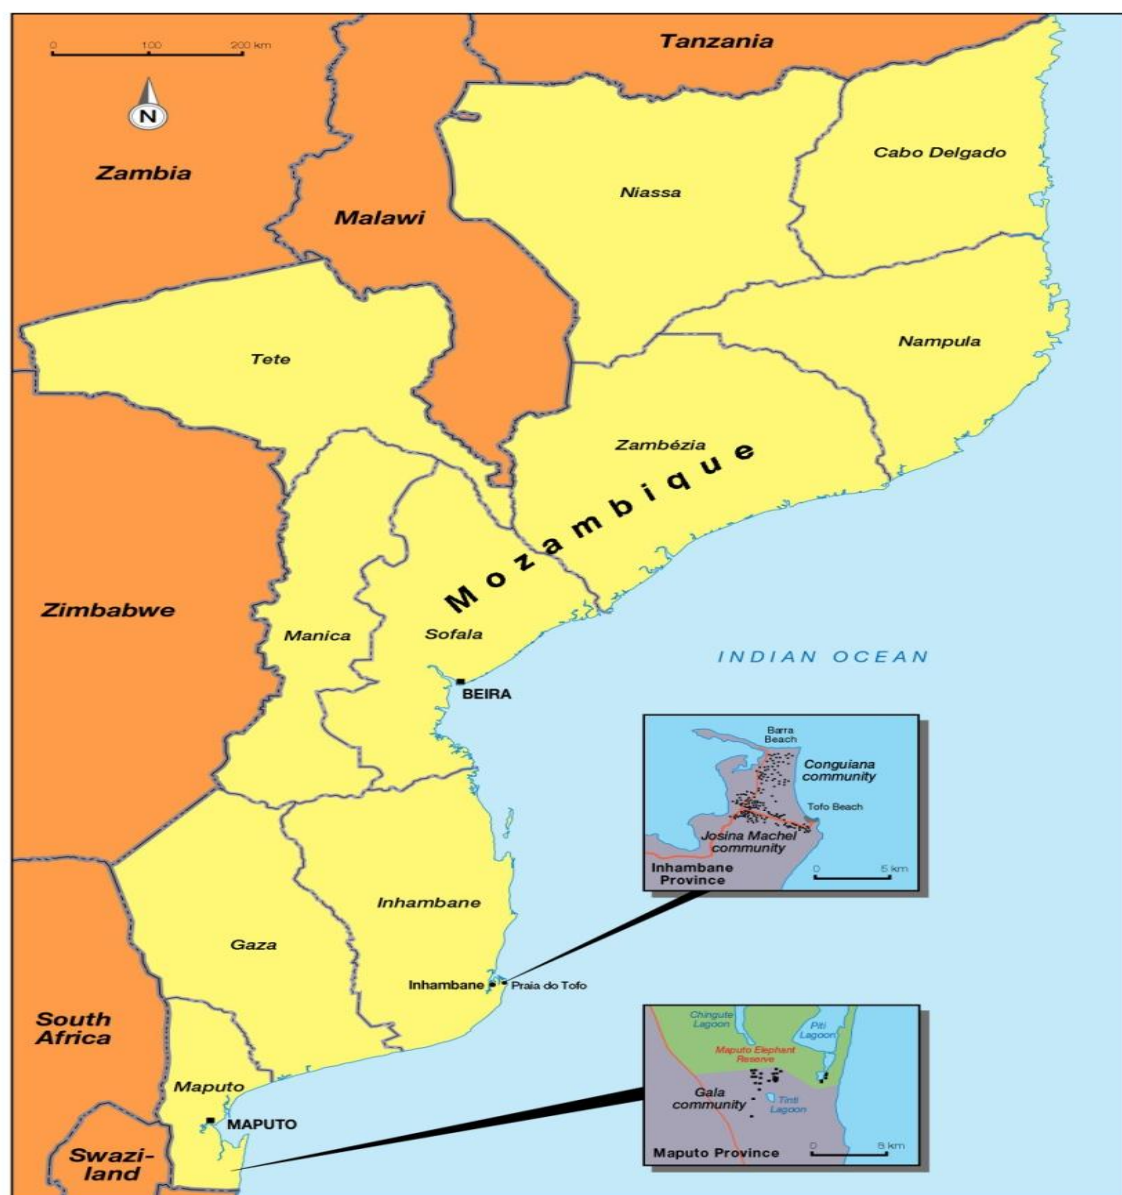 Tanzania
0 100 200 km
N
Cabo Delgado
Zambia
Niassa
Malawi
Nampula
Tete
Zambézia
Mozambique
Zimbabwe
Manica
Sofala
INDIAN OCEAN
BEIRA
Barra
Beach
Conguiana
community
Tofo Beach
Josina Machel
community
Inhambane
Province
0 5 km
Inhambane
Gaza
Inhambane
Praia do Tofo
South
Africa
Chingute
Lagoon
Piti
Lagoon
Maputo Elephant
Reserve
Gala
community
Tinti
Lagoon
Maputo Province
0 5 km
Maputo
MAPUTO
Swazi-
land